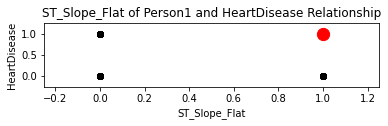 ST_Slope_Flat of Person1 and HeartDisease Relationship
HeartDisease
1.0
0.5
0.0
−0.2 0.0 0.2 0.4 0.6 0.8 1.0 1.2
ST_Slope_Flat